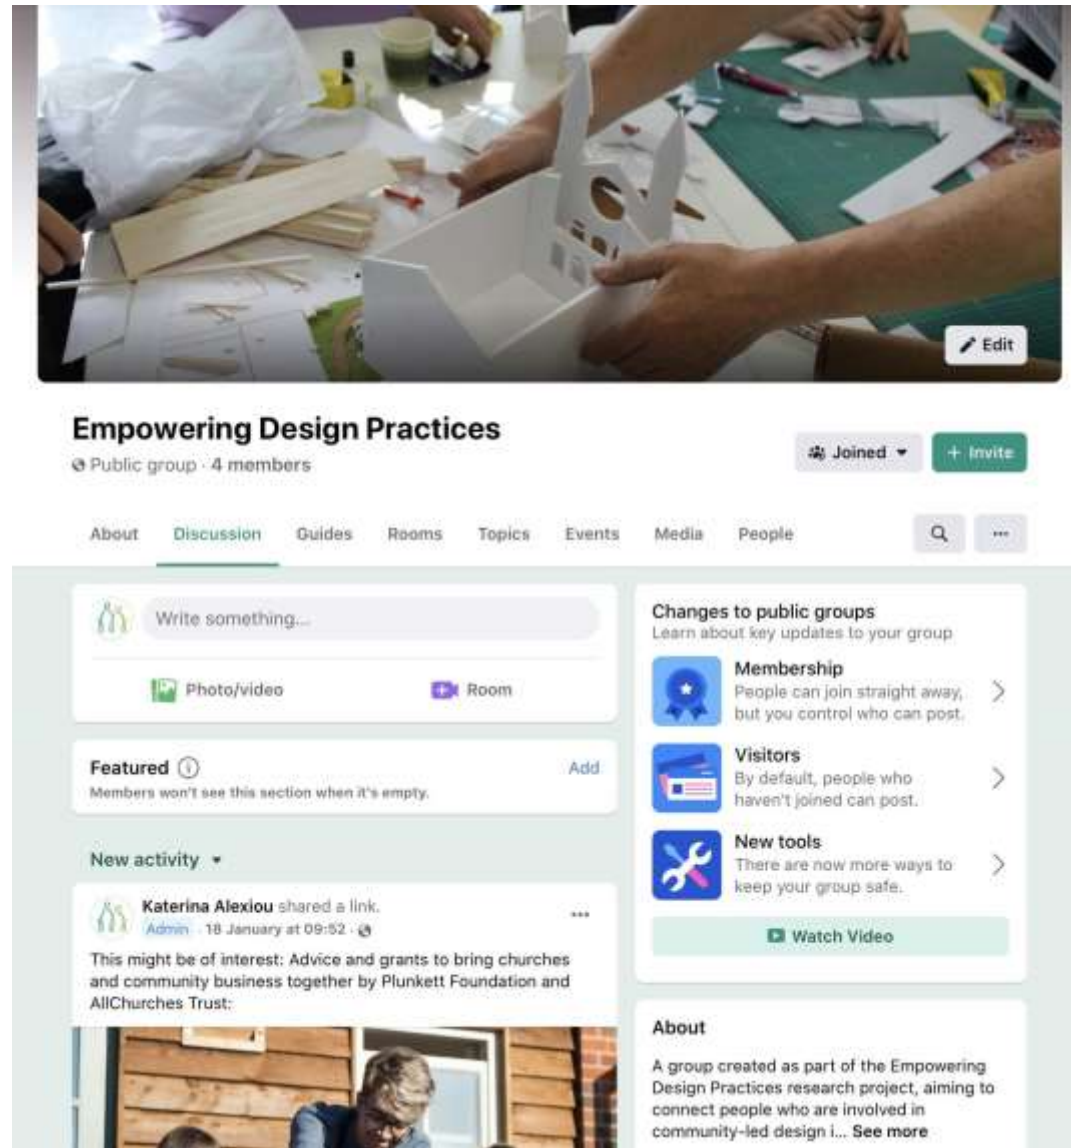 Edit
Empowering Design Practices
Public group · 4 members
Joined
+ Invite
About
Discussion
Guides
Rooms
Topics
Events
Media
People
Write something...
Photo/video
Room
Featured
Add
Members won't see this section when it's empty.
New activity
Katerina Alexiou shared a link.
Admin · 18 January at 09:52 ·
This might be of interest: Advice and grants to bring churches
and community business together by Plunkett Foundation and
AllChurches Trust:
Changes to public groups
Learn about key updates to your group
Membership
People can join straight away,
but you control who can post.
Visitors
By default, people who
haven't joined can post.
New tools
There are now more ways to
keep your group safe.
Watch Video
About
A group created as part of the Empowering
Design Practices research project, aiming to
connect people who are involved in
community-led design i... See more